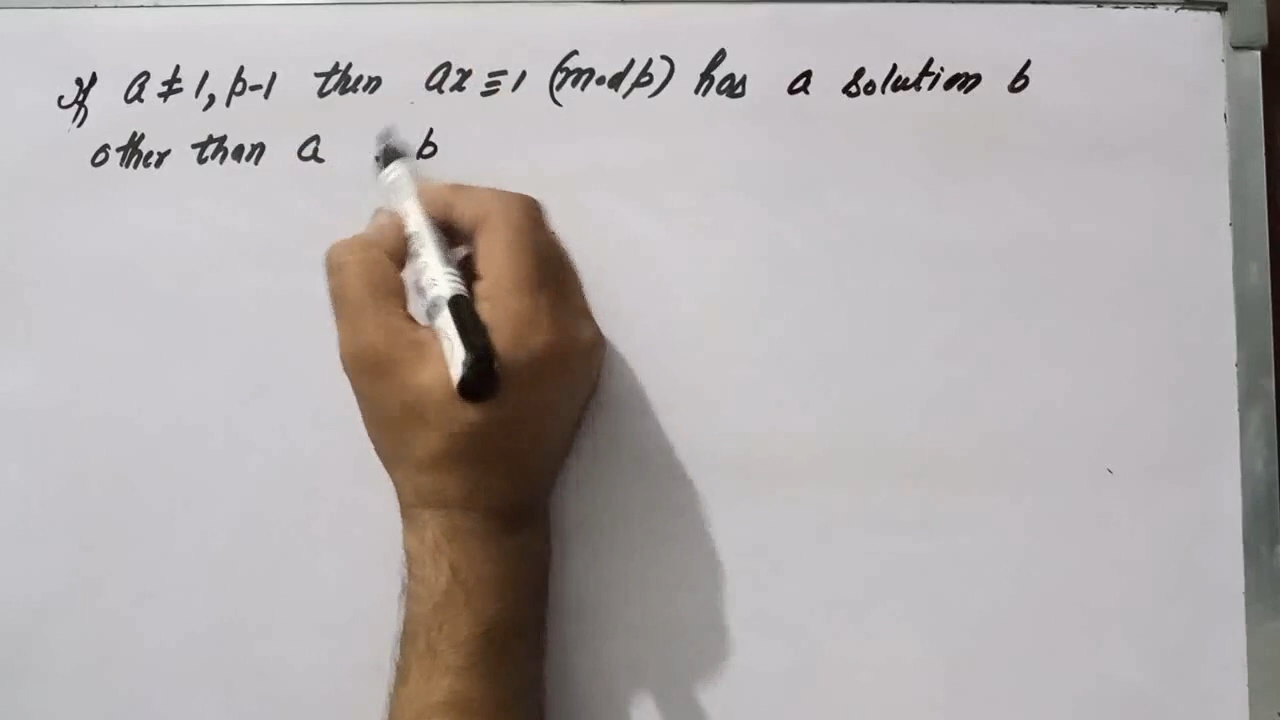 If a ≠ 1, p-1 then ax ≡ 1 (mod p) has a solution b
other than a b